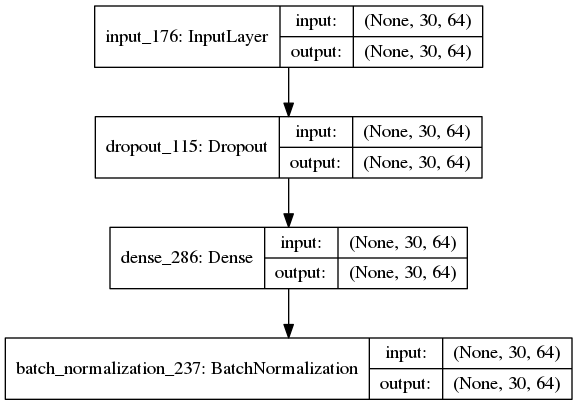 input_176: InputLayer
input: (None, 30, 64)
output: (None, 30, 64)
dropout_115: Dropout
input: (None, 30, 64)
output: (None, 30, 64)
dense_286: Dense
input: (None, 30, 64)
output: (None, 30, 64)
batch_normalization_237: BatchNormalization
input: (None, 30, 64)
output: (None, 30, 64)